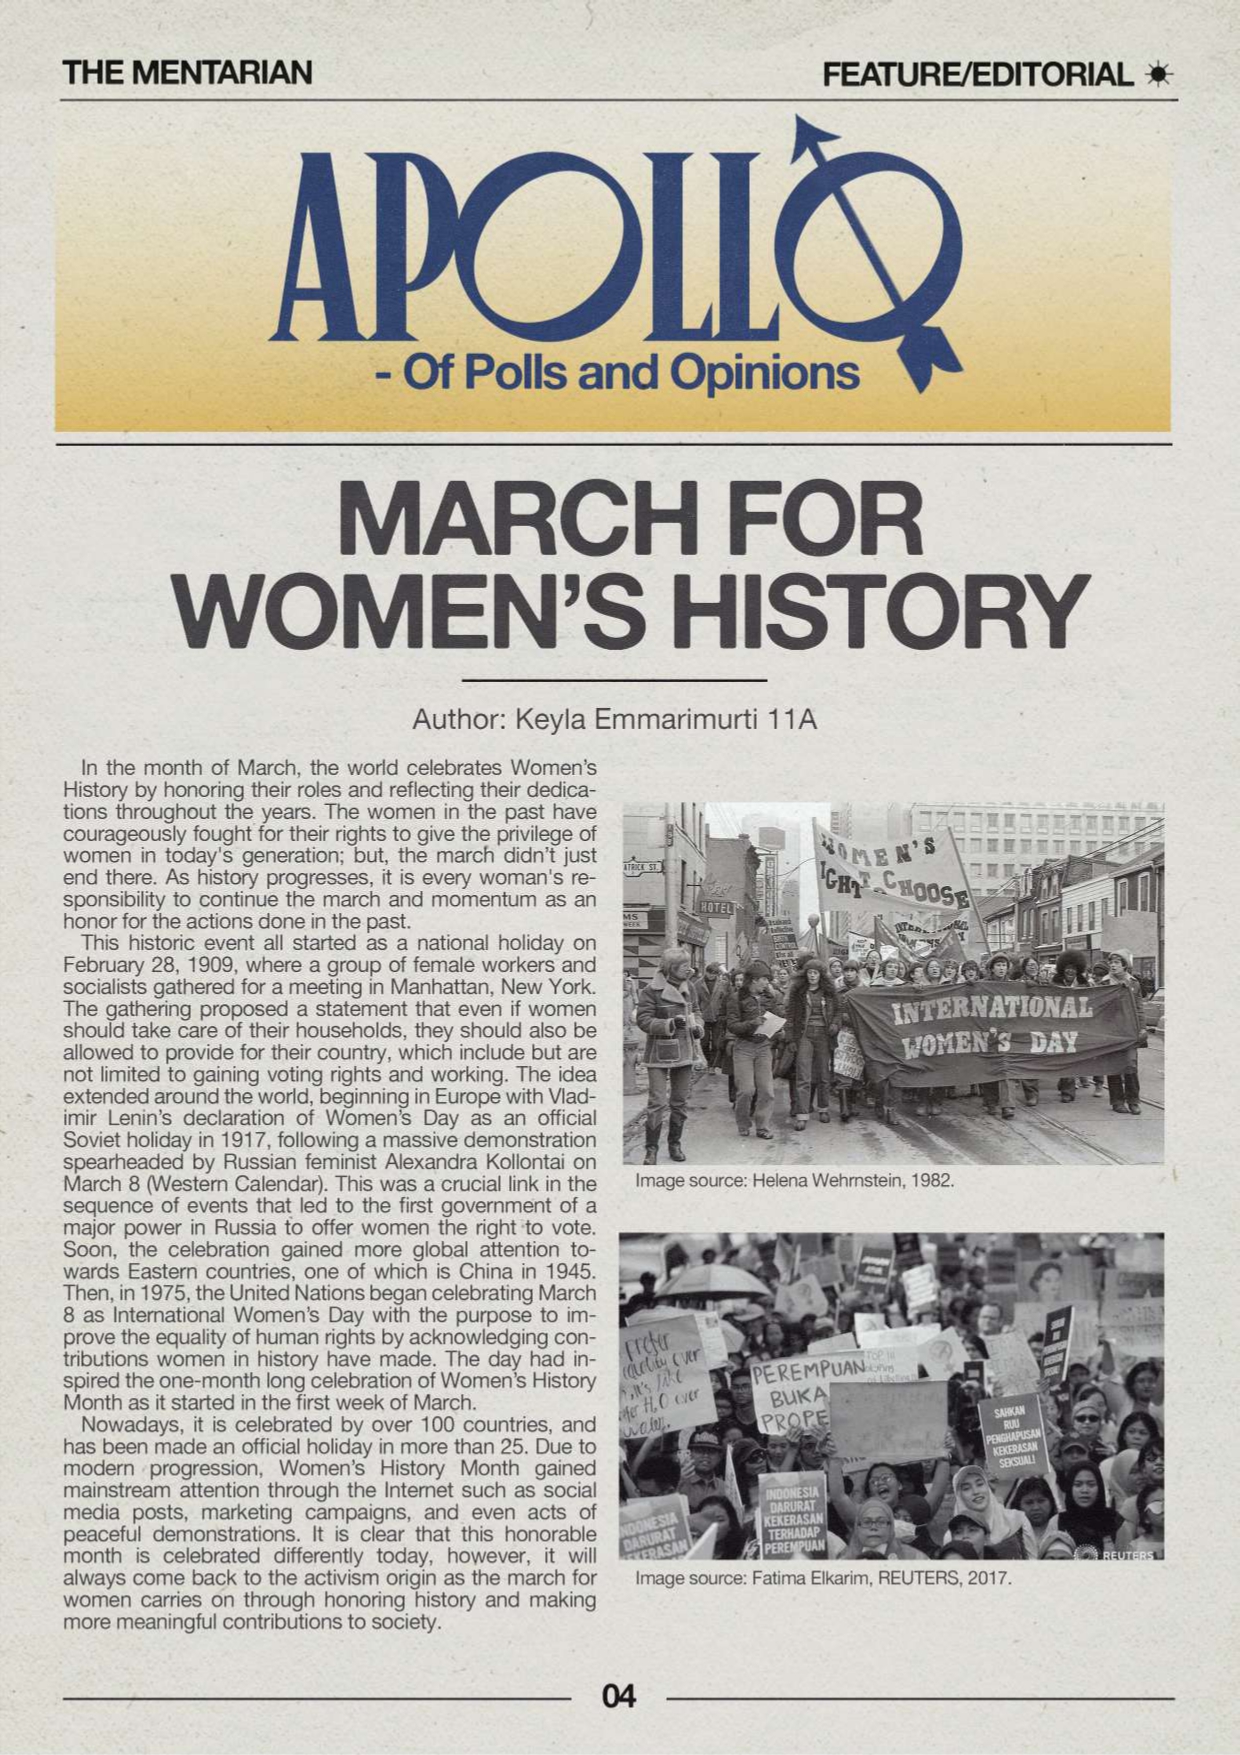 THE MENTARIAN
FEATURE/EDITORIAL
APOLLO
- Of Polls and Opinions
MARCH FOR
WOMEN'S HISTORY
Author: Keyla Emmarimurti 11A
In the month of March, the world celebrates Women's
History by honoring their roles and reflecting their dedica-
tions throughout the years. The women in the past have
courageously fought for their rights to give the privilege of
women in today's generation; but, the march didn't just
end there. As history progresses, it is every woman's re-
sponsibility to continue the march and momentum as an
honor for the actions done in the past.
This historic event all started as a national holiday on
February 28, 1909, where a group of female workers and
socialists gathered for a meeting in Manhattan, New York.
The gathering proposed a statement that even if women
should take care of their households, they should also be
allowed to provide for their country, which include but are
not limited to gaining voting rights and working. The idea
extended around the world, beginning in Europe with Vlad-
imir Lenin's declaration of Women's Day as an official
Soviet holiday in 1917, following a massive demonstration
spearheaded by Russian feminist Alexandra Kollontai on
March 8 (Western Calendar). This was a crucial link in the
sequence of events that led to the first government of a
major power in Russia to offer women the right to vote.
Soon, the celebration gained more global attention to-
wards Eastern countries, one of which is China in 1945.
Then, in 1975, the United Nations began celebrating March
8 as International Women's Day with the purpose to im-
prove the equality of human rights by acknowledging con-
tributions women in history have made. The day had in-
spired the one-month long celebration of Women's History
Month as it started in the first week of March.
Nowadays, it is celebrated by over 100 countries, and
has been made an official holiday in more than 25. Due to
modern progression, Women's History Month gained
mainstream attention through the Internet such as social
media posts, marketing campaigns, and even acts of
peaceful demonstrations. It is clear that this honorable
month is celebrated differently today, however, it will
always come back to the activism origin as the march for
women carries on through honoring history and making
more meaningful contributions to society.
OMEN'S
IGHT CHOOSE
TRICK ST.
HOTEL
INTERNATIONAL
WOMEN'S DAY
Image source: Helena Wehrnstein, 1982.
over
H2O over
PEREMPUAN
BUKA
PROPE
SAHKAN
RUU
PENGHAPUSAN
KEKERASAN
SEKSUAL!
INDONESIA
DARURAT
KEKERASAN
TERHADAP
PEREMPUAN
INDONESIA
DARURAT
KEKERASAN
REUTERS
Image source: Fatima Elkarim, REUTERS, 2017.
04